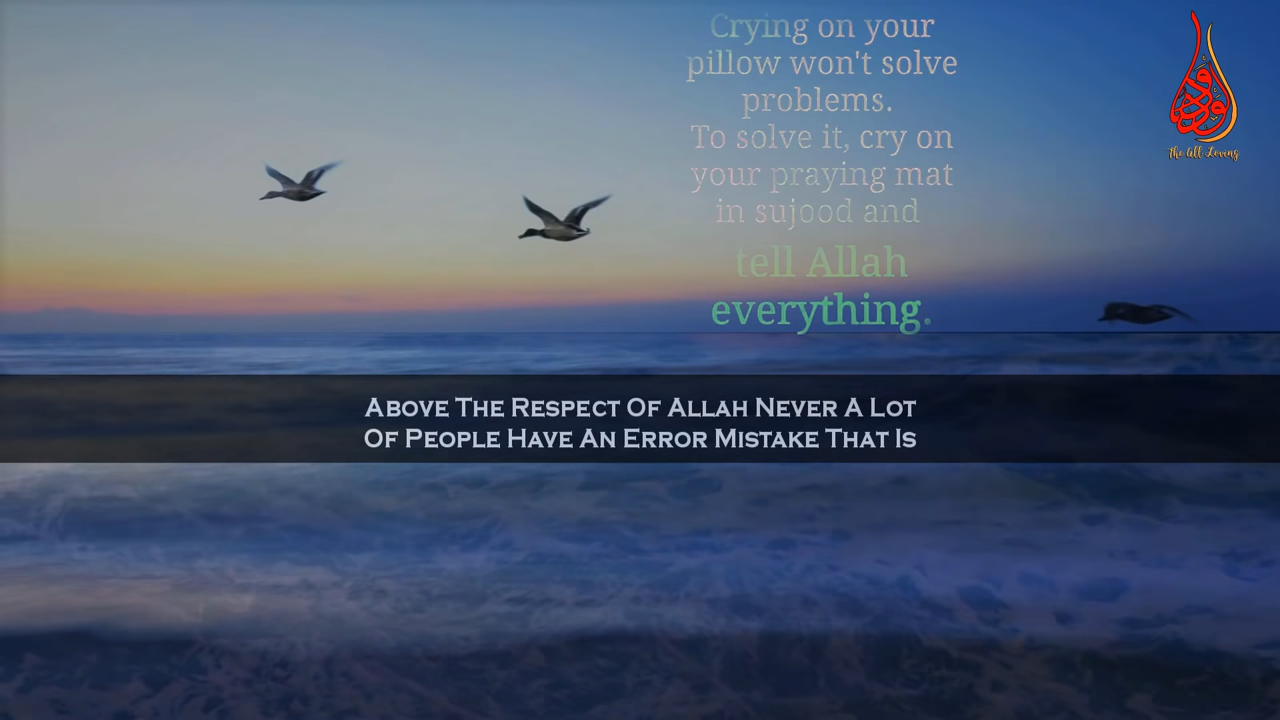 Crying on your
pillow won't solve
problems.
To solve it, cry on
your praying mat
in sujood and
tell Allah
everything.
الودود
The All Loving
ABOVE THE RESPECT OF ALLAH NEVER A LOT
OF PEOPLE HAVE AN ERROR MISTAKE THAT IS